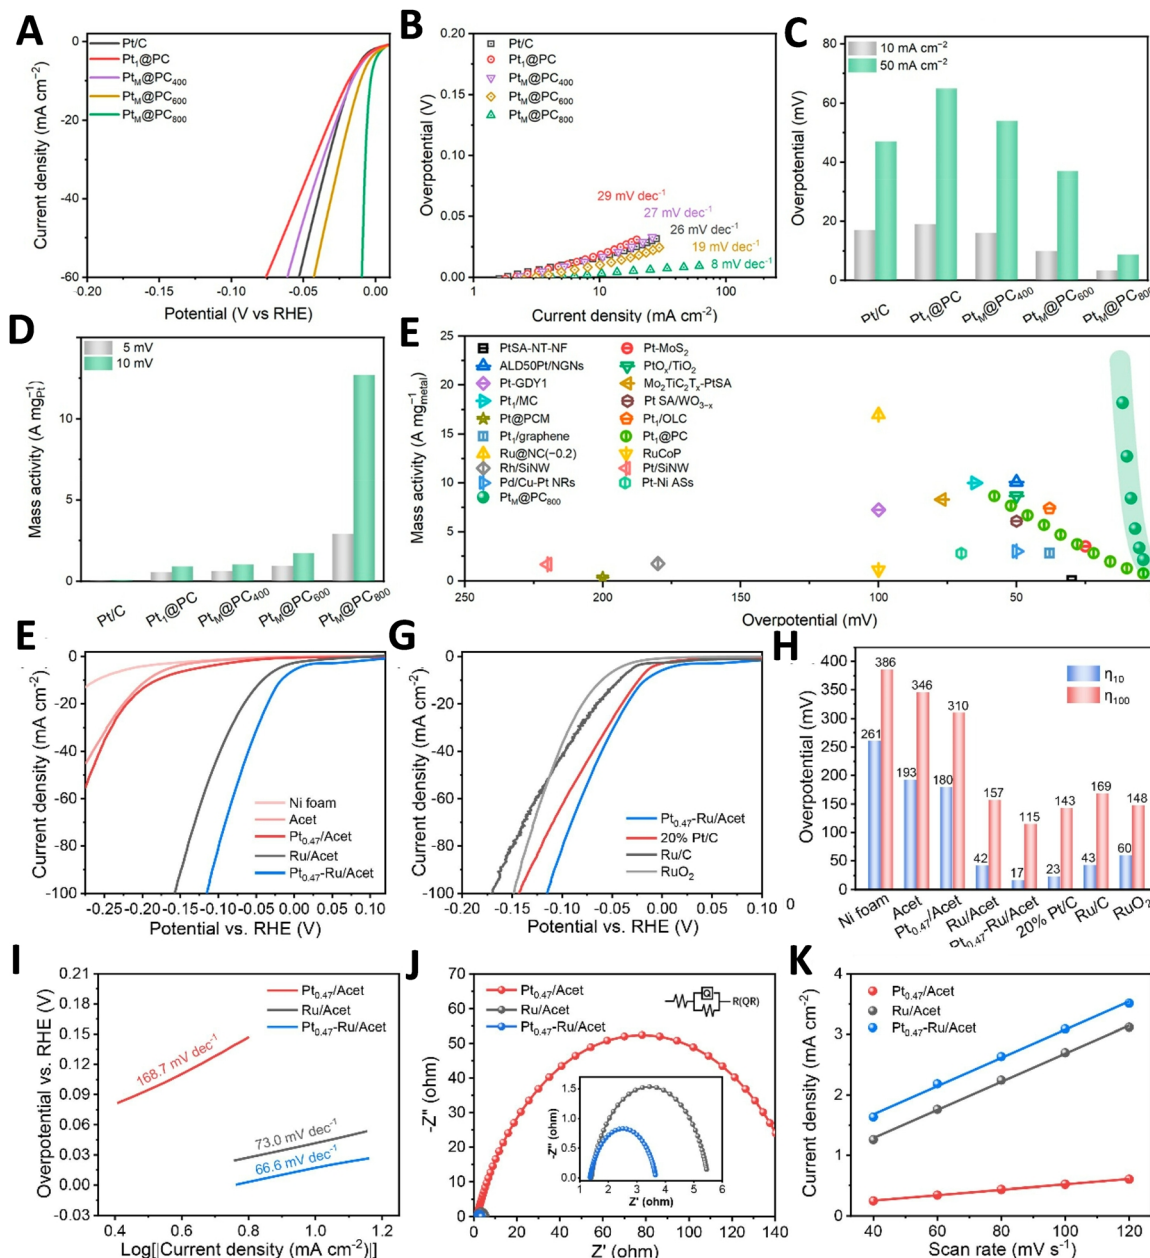 A
Pt/C
Pt₁@PC
Pt_M@PC₄₀₀
Pt_M@PC₆₀₀
Pt_M@PC₈₀₀
Current density (mA cm⁻²)
0
-20
-40
-60
-0.20 -0.15 -0.10 -0.05 0.00
Potential (V vs RHE)
B
Pt/C
Pt₁@PC
Pt_M@PC₄₀₀
Pt_M@PC₆₀₀
Pt_M@PC₈₀₀
Overpotential (V)
0.20
0.15
0.10
0.05
0.00
29 mV dec⁻¹
27 mV dec⁻¹
26 mV dec⁻¹
19 mV dec⁻¹
8 mV dec⁻¹
1 10 100
Current density (mA cm⁻²)
C
10 mA cm⁻²
50 mA cm⁻²
Overpotential (mV)
80
60
40
20
0
Pt/C Pt₁@PC Pt_M@PC₄₀₀ Pt_M@PC₆₀₀ Pt_M@PC₈₀₀
D
5 mV
10 mV
Mass activity (A mg⁻¹_Pt)
15
10
5
0
Pt/C Pt₁@PC Pt_M@PC₄₀₀ Pt_M@PC₆₀₀ Pt_M@PC₈₀₀
E
Mass activity (A mg⁻¹_metal)
25
20
15
10
5
0
PtSA-NT-NF Pt-MoS₂
ALD50Pt/NGNs PtOₓ/TiO₂
Pt-GDY1 Mo₂TiC₂Tₓ-PtSA
Pt₁/MC Pt SA/WO₃₋ₓ
Pt@PCM Pt₁/OLC
Pt₁/graphene Pt₁@PC
Ru@NC(−0.2) RuCoP
Rh/SiNW Pt/SiNW
Pd/Cu-Pt NRs Pt-Ni ASs
Pt_M@PC₈₀₀
250 200 150 100 50
Overpotential (mV)
E
Current density (mA cm⁻²)
0
-20
-40
-60
-80
-100
Ni foam
Acet
Pt₀.₄₇/Acet
Ru/Acet
Pt₀.₄₇-Ru/Acet
-0.25 -0.20 -0.15 -0.10 -0.05 0.00 0.05 0.10
Potential vs. RHE (V)
G
Current density (mA cm⁻²)
0
-20
-40
-60
-80
-100
Pt₀.₄₇-Ru/Acet
20% Pt/C
Ru/C
RuO₂
-0.20 -0.15 -0.10 -0.05 0.00 0.05 0.10
Potential vs. RHE (V)
0
H
η₁₀
η₁₀₀
Overpotential (mV)
400
350
300
250
200
150
100
50
0
261 386
193 346
180 310
42 157
17 115
23 143
43 169
60 148
Ni foam Acet Pt₀.₄₇/Acet Ru/Acet Pt₀.₄₇-Ru/Acet 20% Pt/C Ru/C RuO₂
I
Overpotential vs. RHE (V)
0.21
0.18
0.15
0.12
0.09
0.06
0.03
0.00
-0.03
Pt₀.₄₇/Acet
Ru/Acet
Pt₀.₄₇-Ru/Acet
168.7 mV dec⁻¹
73.0 mV dec⁻¹
66.6 mV dec⁻¹
0.4 0.6 0.8 1.0 1.2
Log[|Current density (mA cm⁻²)|]
J
-Z'' (ohm)
70
60
50
40
30
20
10
0
Pt₀.₄₇/Acet
Ru/Acet
Pt₀.₄₇-Ru/Acet
Q
R(QR)
-Z'' (ohm)
1.5
1.0
0.5
0.0
1 2 3 4 5 6
Z' (ohm)
0 20 40 60 80 100 120 140
Z' (ohm)
K
Current density (mA cm⁻²)
4
3
2
1
0
Pt₀.₄₇/Acet
Ru/Acet
Pt₀.₄₇-Ru/Acet
40 60 80 100 120
Scan rate (mV s⁻¹)